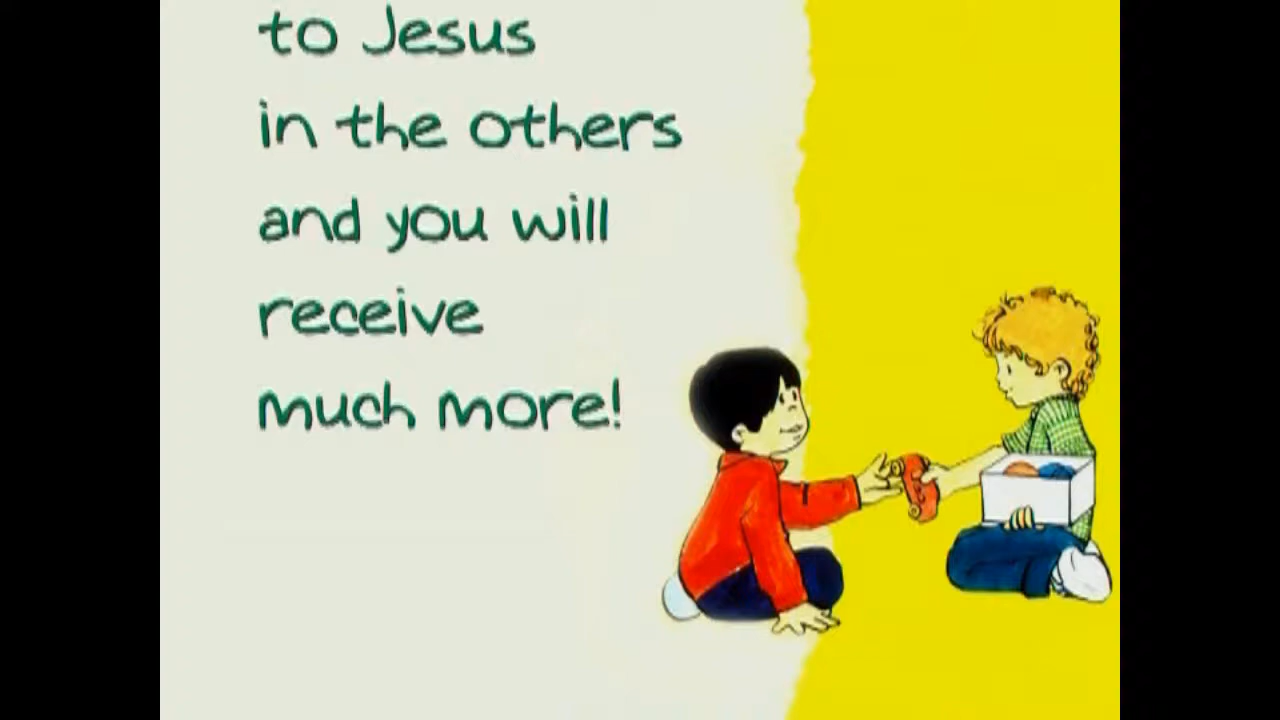 to Jesus
in the others
and you will
receive
much more!